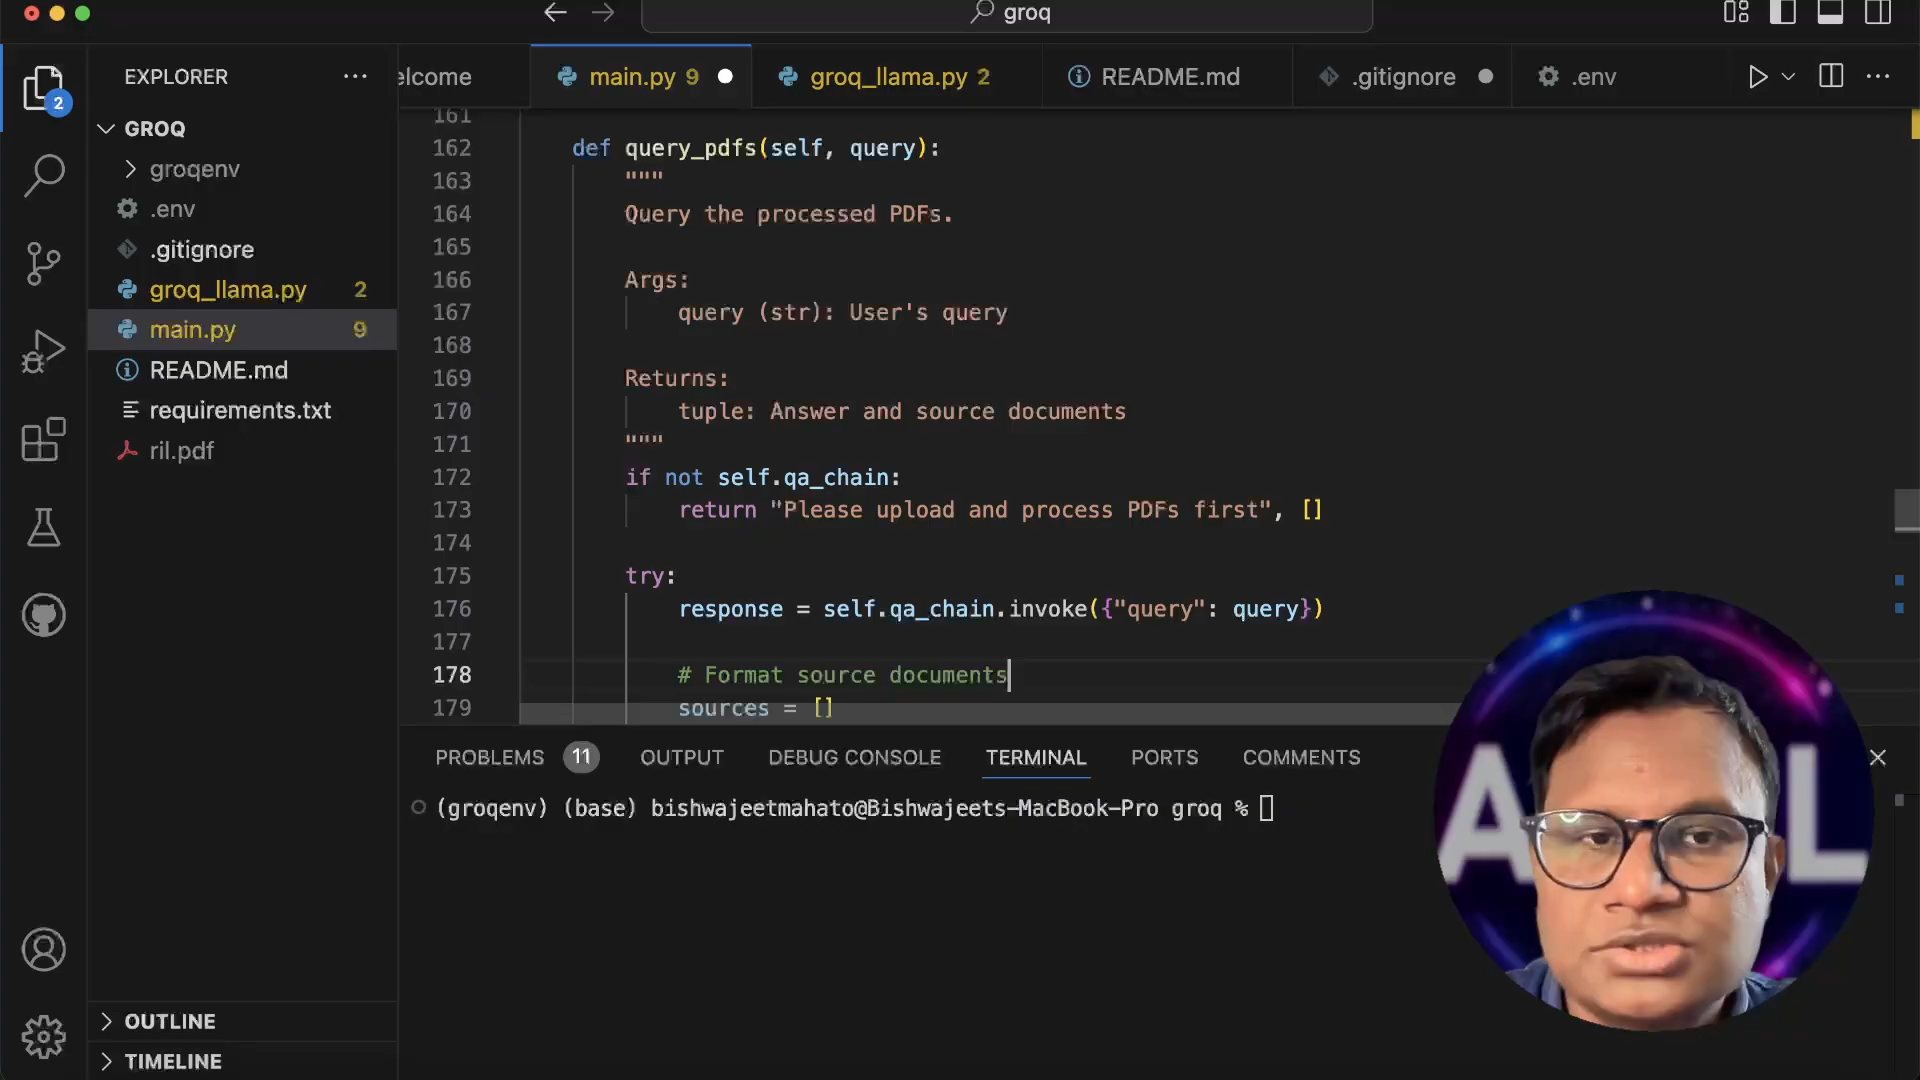 groq
EXPLORER
elcome
main.py 9
groq_llama.py 2
README.md
.gitignore
.env
2
GROQ
groqenv
.env
.gitignore
groq_llama.py 2
main.py 9
README.md
requirements.txt
ril.pdf
OUTLINE
TIMELINE
161
162 def query_pdfs(self, query):
163 """
164 Query the processed PDFs.
165
166 Args:
167 query (str): User's query
168
169 Returns:
170 tuple: Answer and source documents
171 """
172 if not self.qa_chain:
173 return "Please upload and process PDFs first", []
174
175 try:
176 response = self.qa_chain.invoke({"query": query})
177
178 # Format source documents
179 sources = []
PROBLEMS 11 OUTPUT DEBUG CONSOLE TERMINAL PORTS COMMENTS
(groqenv) (base) bishwajeetmahato@Bishwajeets-MacBook-Pro groq %